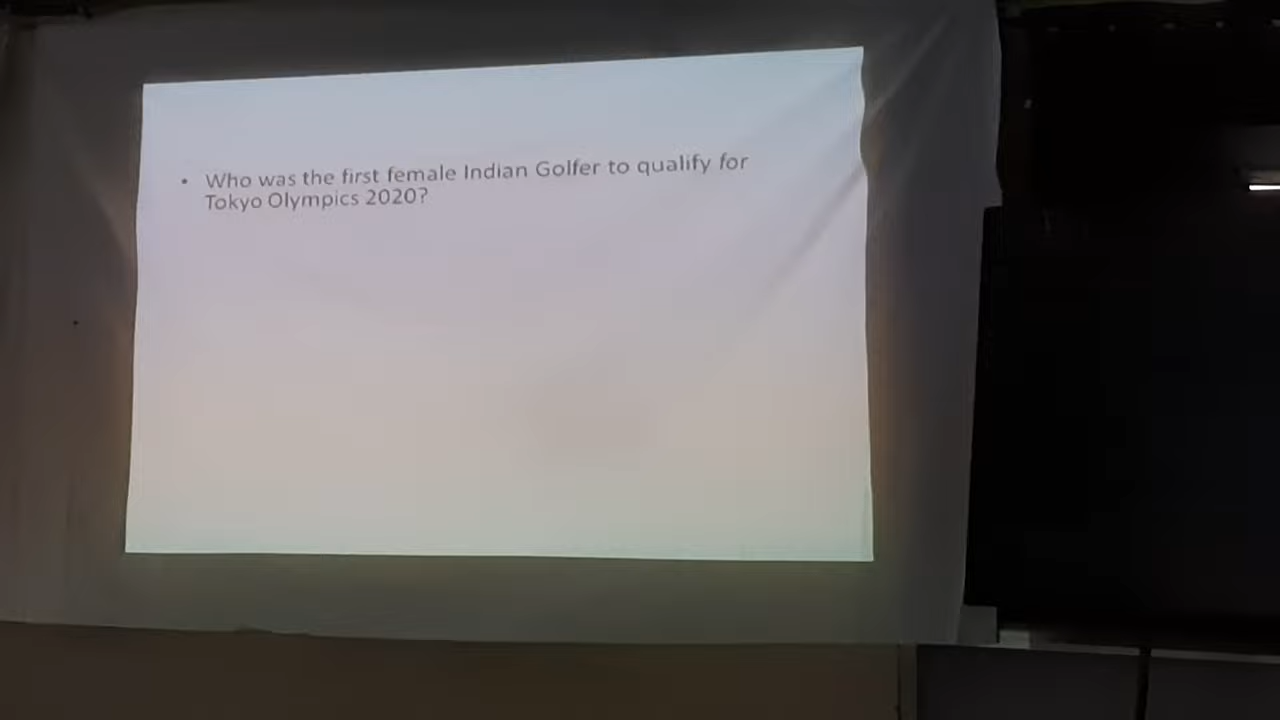 • Who was the first female Indian Golfer to qualify for
Tokyo Olympics 2020?